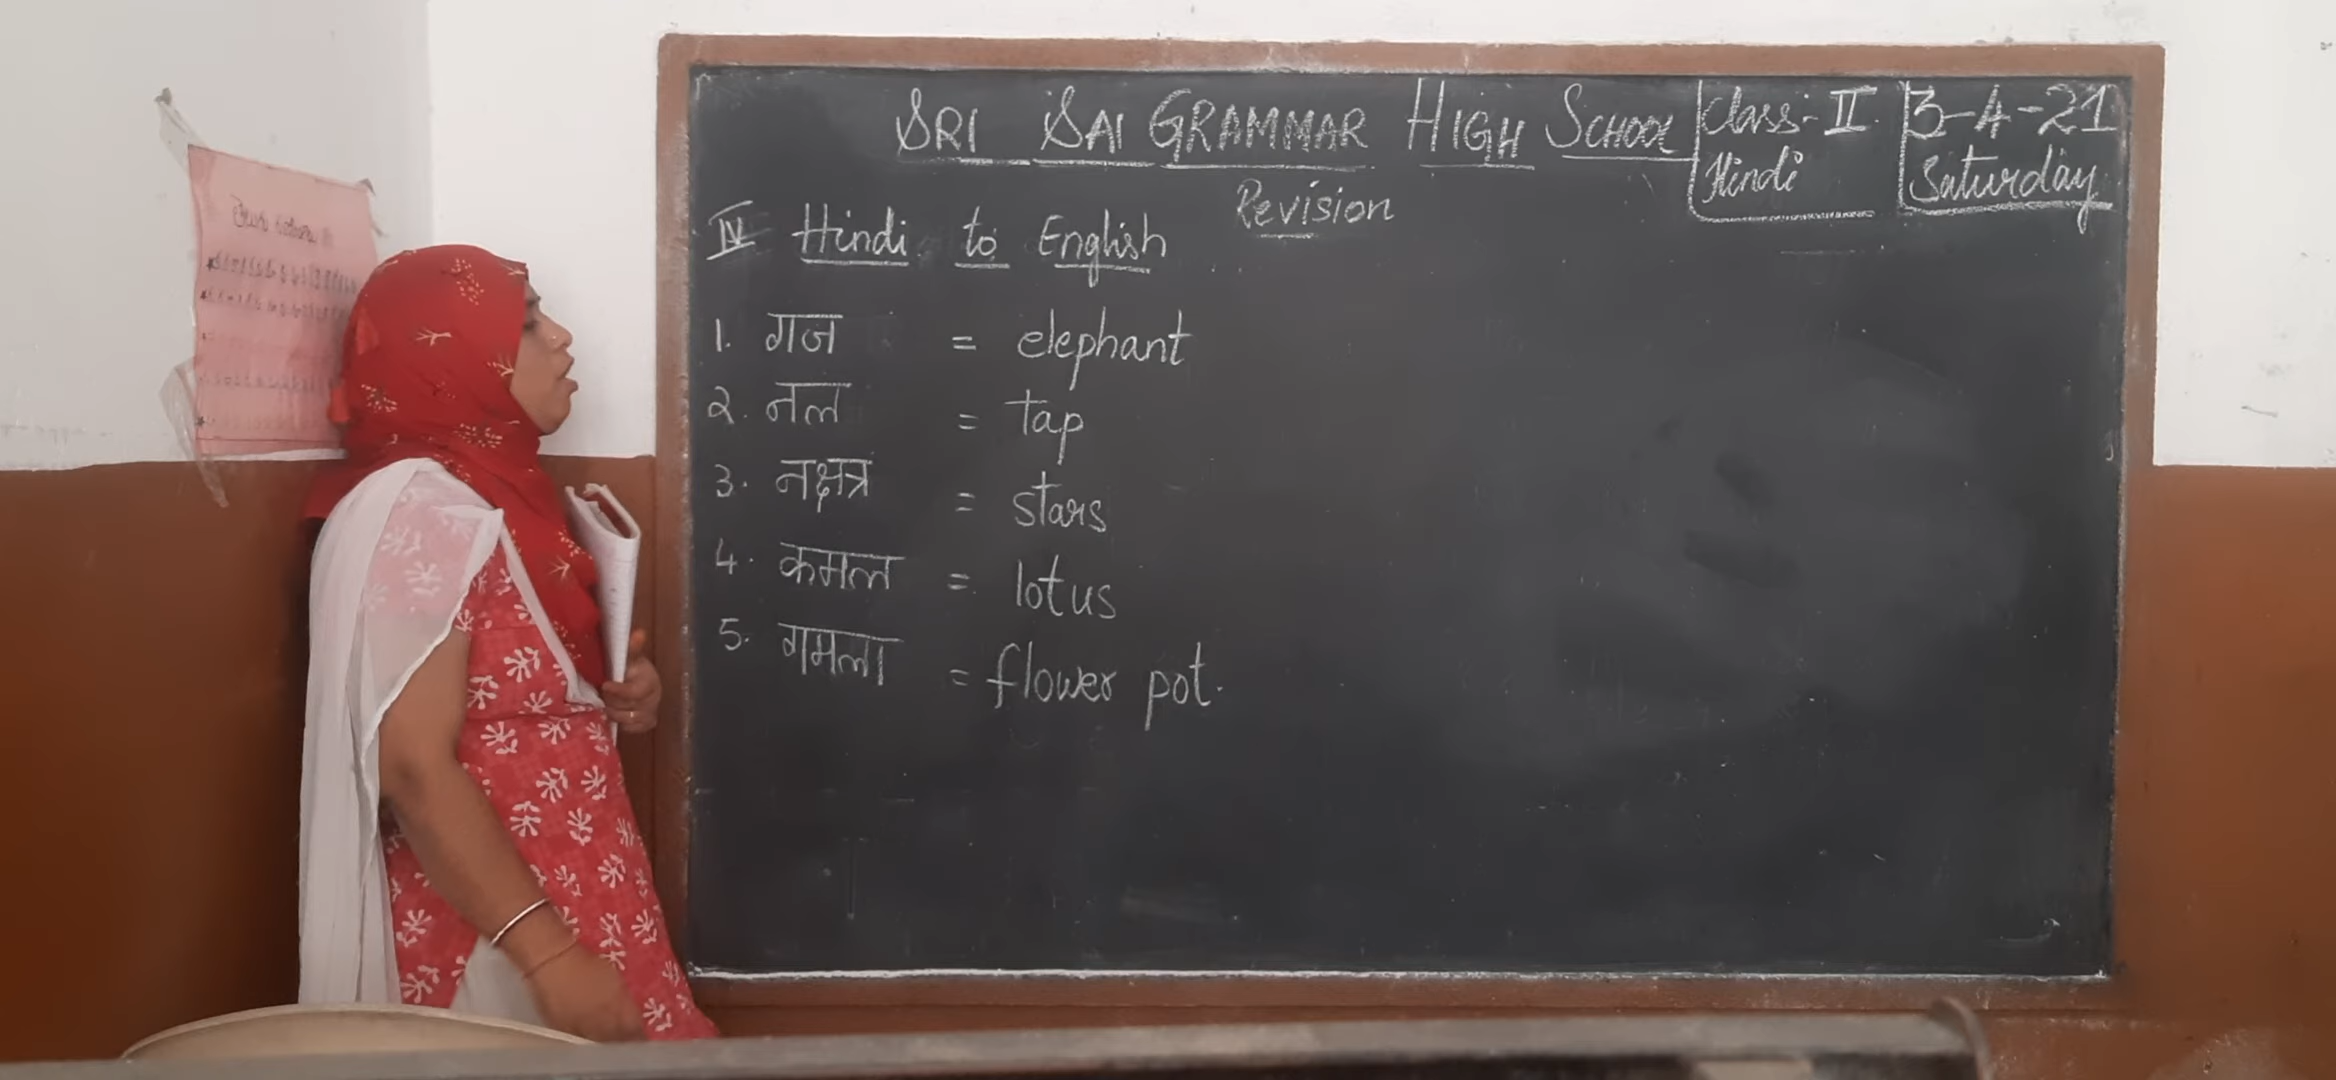 SRI SAI GRAMMAR HIGH SCHOOL
Class- II
Hindi
3-4-21
Saturday
Revision
IV Hindi to English
1. गज = elephant
2. नल = tap
3. नक्षत्र = stars
4. कमल = lotus
5. गमला = flower pot.